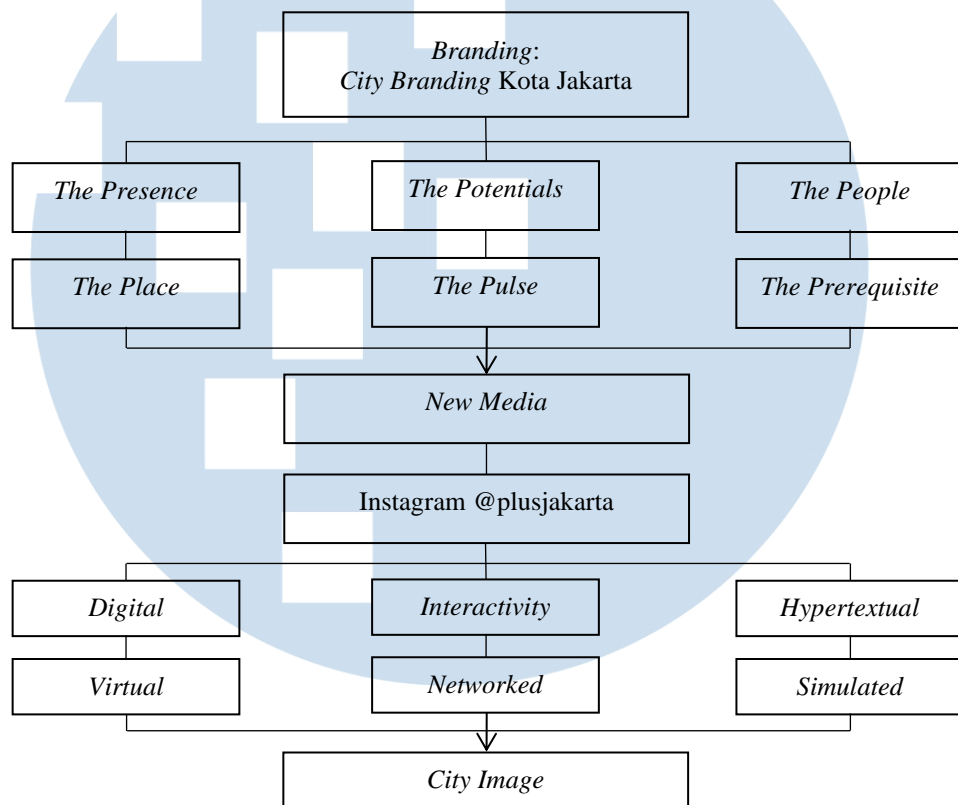 Branding:
City Branding Kota Jakarta
The Presence
The Potentials
The People
The Place
The Pulse
The Prerequisite
New Media
Instagram @plusjakarta
Digital
Interactivity
Hypertextual
Virtual
Networked
Simulated
City Image